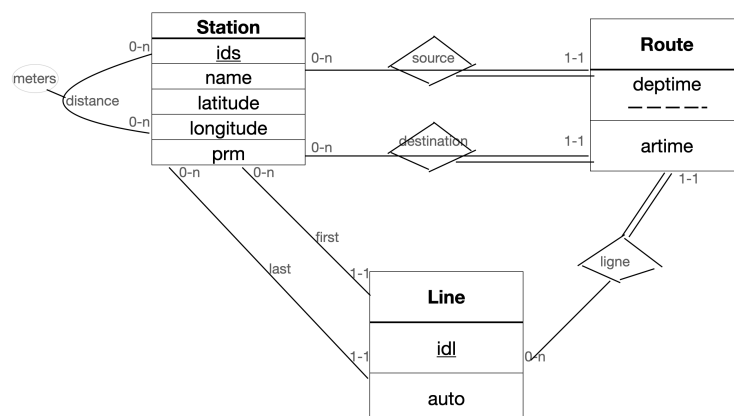 Station
ids
name
latitude
longitude
prm
0-n
meters
distance
0-n
0-n
source
1-1
Route
deptime
artime
0-n
destination
1-1
0-n
0-n
1-1
first
last
ligne
1-1
1-1
Line
idl
auto
0-n